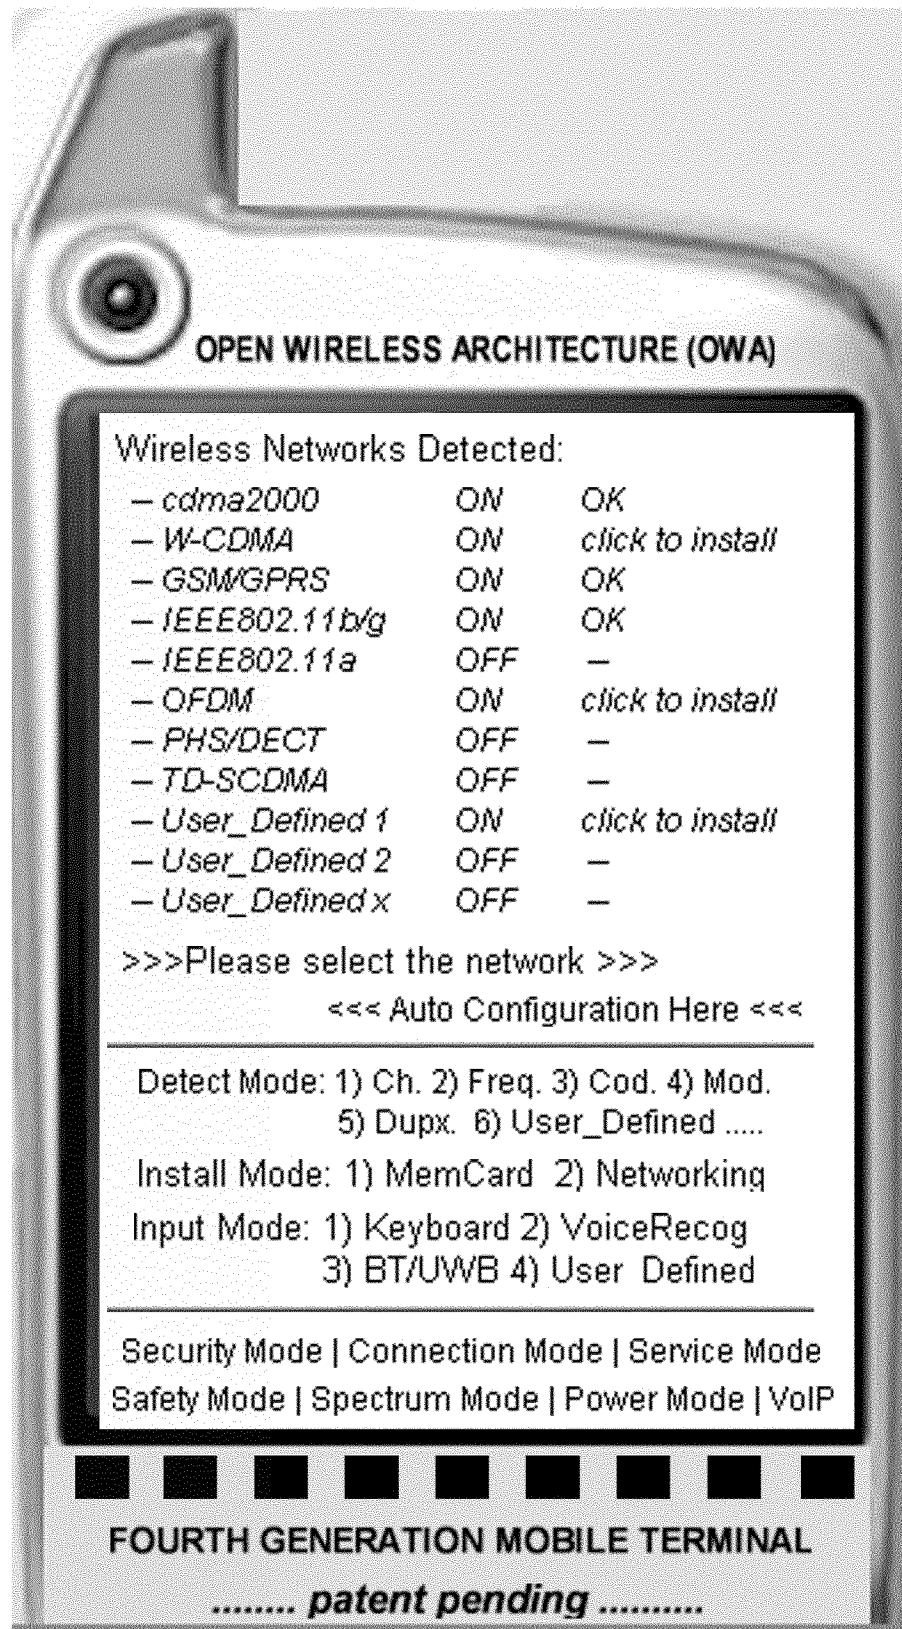 OPEN WIRELESS ARCHITECTURE (OWA)
Wireless Networks Detected:
– cdma2000 ON OK
– W-CDMA ON click to install
– GSM/GPRS ON OK
– IEEE802.11b/g ON OK
– IEEE802.11a OFF –
– OFDM ON click to install
– PHS/DECT OFF –
– TD-SCDMA OFF –
– User_Defined 1 ON click to install
– User_Defined 2 OFF –
– User_Defined x OFF –
>>>Please select the network >>>
<<< Auto Configuration Here <<<
Detect Mode: 1) Ch. 2) Freq. 3) Cod. 4) Mod.
5) Dupx. 6) User_Defined .....
Install Mode: 1) MemCard 2) Networking
Input Mode: 1) Keyboard 2) VoiceRecog
3) BT/UWB 4) User Defined
Security Mode | Connection Mode | Service Mode
Safety Mode | Spectrum Mode | Power Mode | VoIP
FOURTH GENERATION MOBILE TERMINAL
........ patent pending ..........